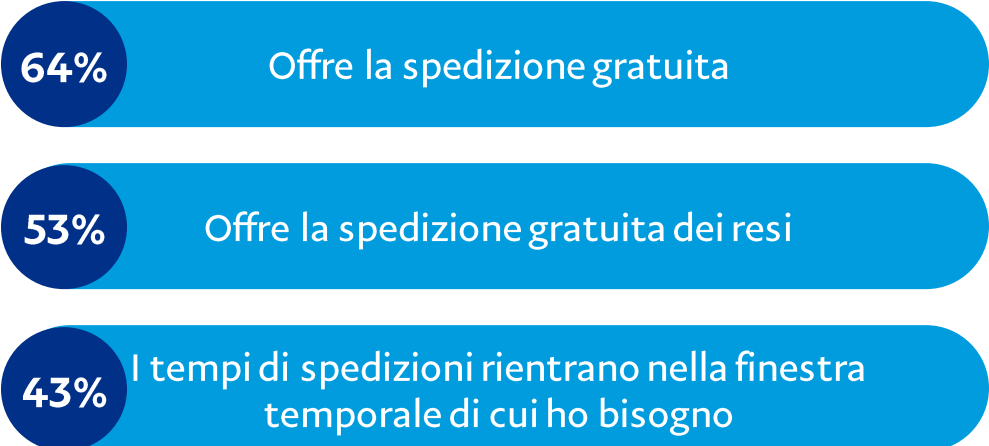 64%
Offre la spedizione gratuita
53%
Offre la spedizione gratuita dei resi
43%
I tempi di spedizioni rientrano nella finestra
temporale di cui ho bisogno